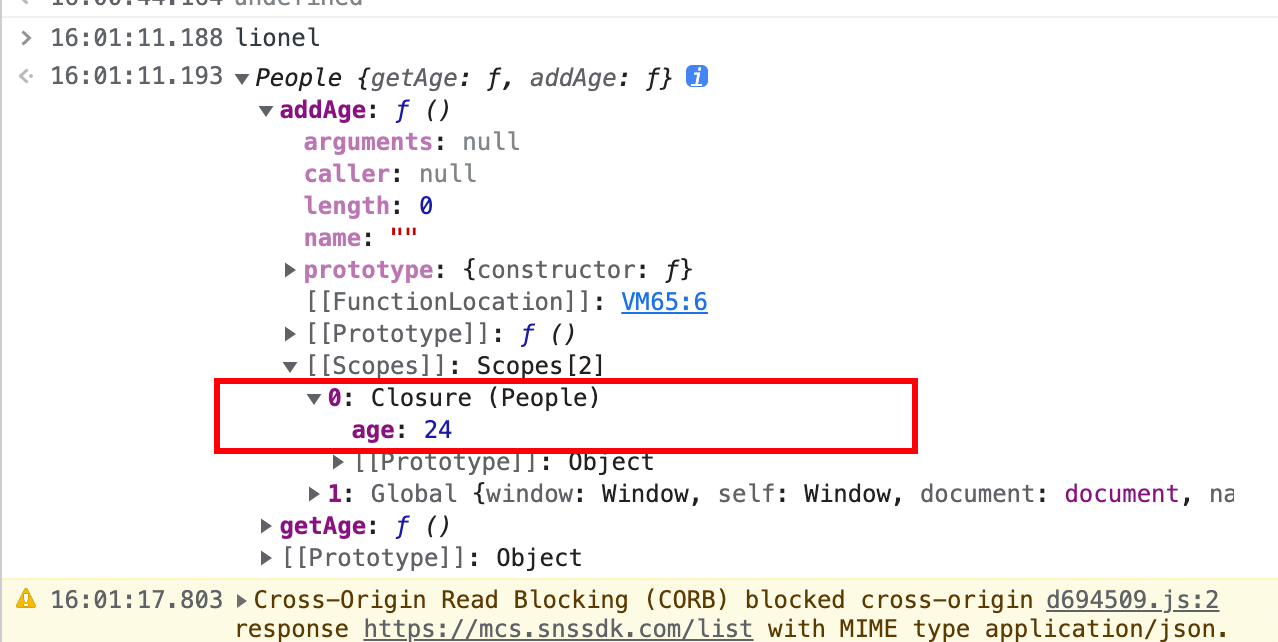 16:00:44.164 undefined
16:01:11.188 lionel
16:01:11.193 People {getAge: ƒ, addAge: ƒ} i
addAge: ƒ ()
arguments: null
caller: null
length: 0
name: ""
prototype: {constructor: ƒ}
[[FunctionLocation]]: VM65:6
[[Prototype]]: ƒ ()
[[Scopes]]: Scopes[2]
0: Closure (People)
age: 24
[[Prototype]]: Object
1: Global {window: Window, self: Window, document: document, na
getAge: ƒ ()
[[Prototype]]: Object
16:01:17.803 Cross-Origin Read Blocking (CORB) blocked cross-origin d694509.js:2
response https://mcs.snssdk.com/list with MIME type application/json.